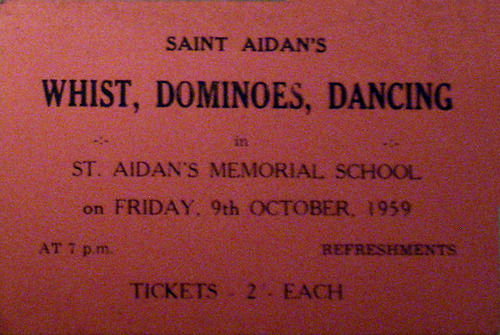 SAINT AIDAN'S
WHIST, DOMINOES, DANCING
-:- in -:-
ST. AIDAN'S MEMORIAL SCHOOL
on FRIDAY, 9th OCTOBER, 1959
AT 7 p.m. REFRESHMENTS
TICKETS - 2 - EACH